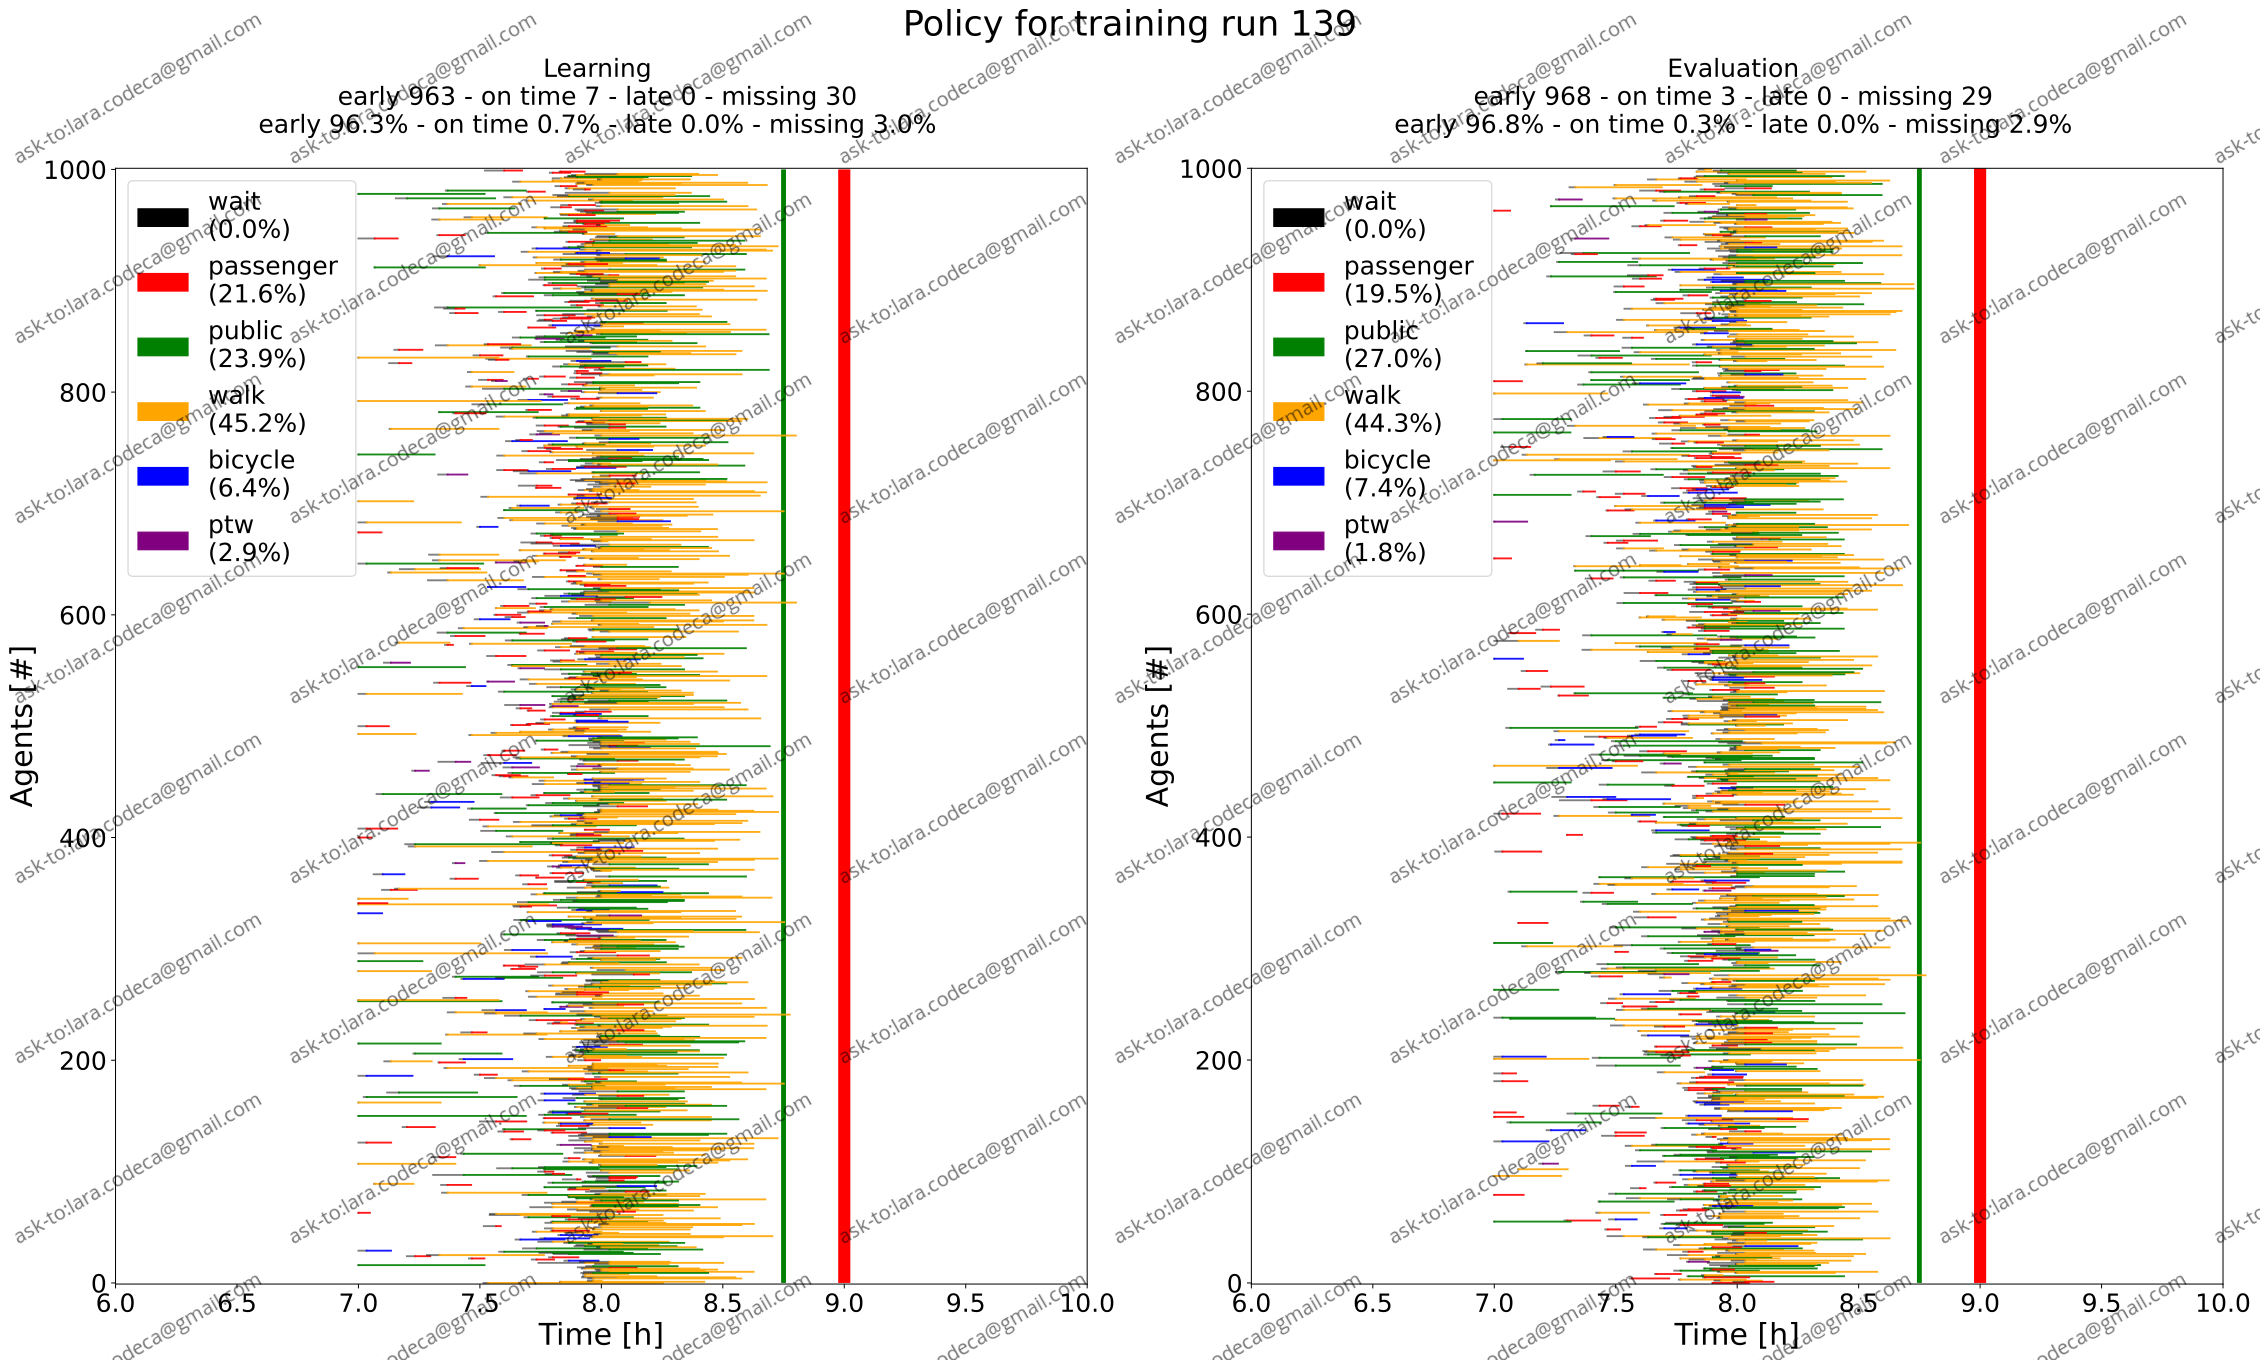 Policy for training run 139
Learning
early 963 - on time 7 - late 0 - missing 30
early 96.3% - on time 0.7% - late 0.0% - missing 3.0%
1000
800
600
400
200
0
Agents [#]
wait
(0.0%)
passenger
(21.6%)
public
(23.9%)
walk
(45.2%)
bicycle
(6.4%)
ptw
(2.9%)
6.0 6.5 7.0 7.5 8.0 8.5 9.0 9.5 10.0
Time [h]
Evaluation
early 968 - on time 3 - late 0 - missing 29
early 96.8% - on time 0.3% - late 0.0% - missing 2.9%
1000
800
600
400
200
0
Agents [#]
wait
(0.0%)
passenger
(19.5%)
public
(27.0%)
walk
(44.3%)
bicycle
(7.4%)
ptw
(1.8%)
6.0 6.5 7.0 7.5 8.0 8.5 9.0 9.5 10.0
Time [h]
ask-to:lara.codeca@gmail.com